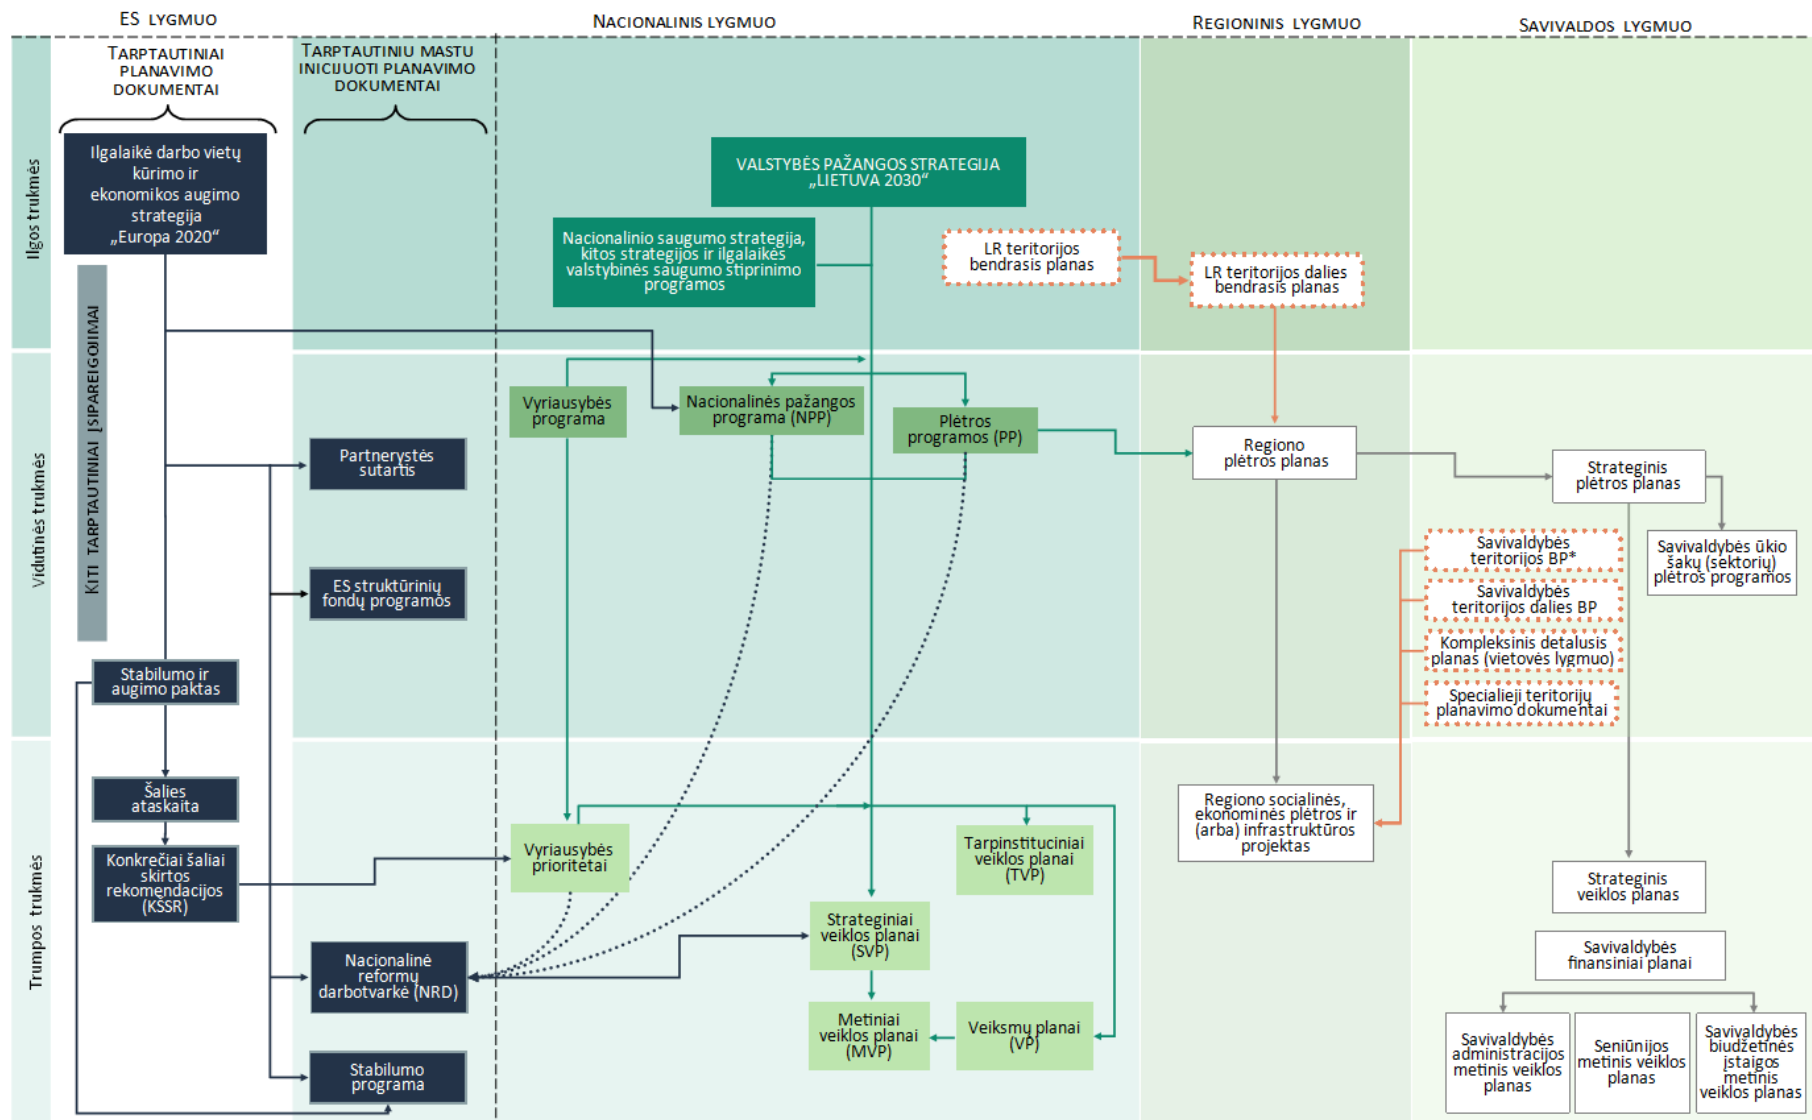 ES LYGMUO
NACIONALINIS LYGMUO
REGIONINIS LYGMUO
SAVIVALDOS LYGMUO
TARPTAUTINIAI
PLANAVIMO
DOKUMENTAI
TARPTAUTINIU MASTU
INICIJUOTI PLANAVIMO
DOKUMENTAI
Ilgos trukmės
Ilgalaikė darbo vietų
kūrimo ir
ekonomikos augimo
strategija
„Europa 2020“
VALSTYBĖS PAŽANGOS STRATEGIJA
„LIETUVA 2030“
Nacionalinio saugumo strategija,
kitos strategijos ir ilgalaikės
valstybinės saugumo stiprinimo
programos
LR teritorijos
bendrasis planas
LR teritorijos dalies
bendrasis planas
KITI TARPTAUTINIAI ĮSIPAREIGOJIMAI
Vidutinės trukmės
Vyriausybės
programa
Nacionalinės pažangos
programa (NPP)
Plėtros
programos (PP)
Regiono
plėtros planas
Strateginis
plėtros planas
Partnerystės
sutartis
Savivaldybės
teritorijos BP*
Savivaldybės ūkio
šakų (sektorių)
plėtros programos
ES struktūrinių
fondų programos
Savivaldybės
teritorijos dalies BP
Kompleksinis detalusis
planas (vietovės lygmuo)
Stabilumo ir
augimo paktas
Specialieji teritorijų
planavimo dokumentai
Trumpos trukmės
Šalies
ataskaita
Konkrečiai šaliai
skirtos
rekomendacijos
(KŠSR)
Vyriausybės
prioritetai
Tarpinstituciniai
veiklos planai
(TVP)
Regiono socialinės,
ekonominės plėtros ir
(arba) infrastruktūros
projektas
Strateginis
veiklos planas
Strateginiai
veiklos planai
(SVP)
Nacionalinė
reformų
darbotvarkė (NRD)
Savivaldybės
finansiniai planai
Metiniai
veiklos planai
(MVP)
Veiksmų planai
(VP)
Stabilumo
programa
Savivaldybės
administracijos
metinis veiklos
planas
Seniūnijos
metinis veiklos
planas
Savivaldybės
biudžetinės
įstaigos
metinis
veiklos planas